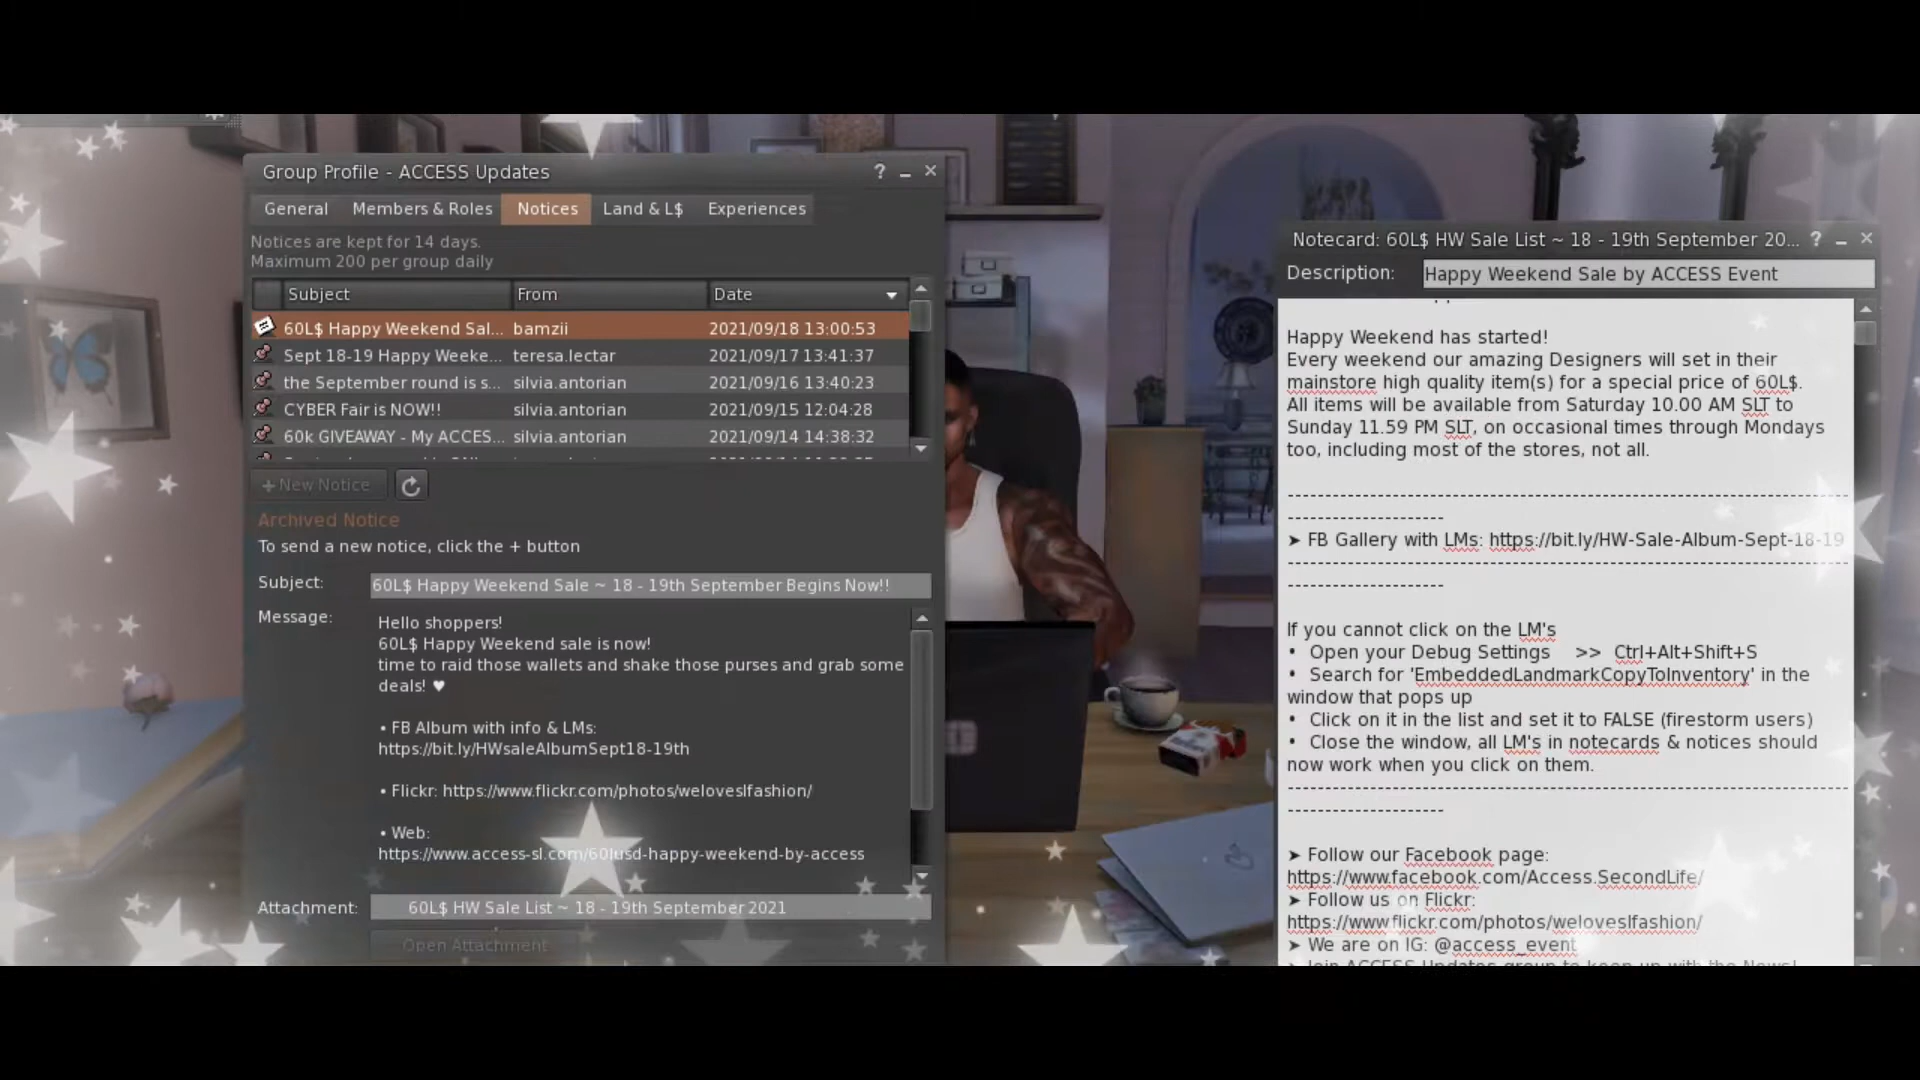 Group Profile - ACCESS Updates
? _ ×
General Members & Roles Notices Land & L$ Experiences
Notices are kept for 14 days.
Maximum 200 per group daily
Subject From Date
60L$ Happy Weekend Sal... bamzii 2021/09/18 13:00:53
Sept 18-19 Happy Weeke... teresa.lectar 2021/09/17 13:41:37
the September round is s... silvia.antorian 2021/09/16 13:40:23
CYBER Fair is NOW!! silvia.antorian 2021/09/15 12:04:28
60k GIVEAWAY - My ACCES... silvia.antorian 2021/09/14 14:38:32
+ New Notice
Archived Notice
To send a new notice, click the + button
Subject: 60L$ Happy Weekend Sale ~ 18 - 19th September Begins Now!!
Message: Hello shoppers!
60L$ Happy Weekend sale is now!
time to raid those wallets and shake those purses and grab some
deals! ♥
• FB Album with info & LMs:
https://bit.ly/HWsaleAlbumSept18-19th
• Flickr: https://www.flickr.com/photos/weloveslfashion/
• Web:
https://www.access-sl.com/60lusd-happy-weekend-by-access
Attachment: 60L$ HW Sale List ~ 18 - 19th September 2021
Open Attachment
Notecard: 60L$ HW Sale List ~ 18 - 19th September 20... ? _ ×
Description: Happy Weekend Sale by ACCESS Event
Happy Weekend has started!
Every weekend our amazing Designers will set in their
mainstore high quality item(s) for a special price of 60L$.
All items will be available from Saturday 10.00 AM SLT to
Sunday 11.59 PM SLT, on occasional times through Mondays
too, including most of the stores, not all.
---------------------------------------------------------------------------
---------------------
➤ FB Gallery with LMs: https://bit.ly/HW-Sale-Album-Sept-18-19
---------------------------------------------------------------------------
---------------------
If you cannot click on the LM's
• Open your Debug Settings >> Ctrl+Alt+Shift+S
• Search for 'EmbeddedLandmarkCopyToInventory' in the
window that pops up
• Click on it in the list and set it to FALSE (firestorm users)
• Close the window, all LM's in notecards & notices should
now work when you click on them.
---------------------------------------------------------------------------
---------------------
➤ Follow our Facebook page:
https://www.facebook.com/Access.SecondLife/
➤ Follow us on Flickr:
https://www.flickr.com/photos/weloveslfashion/
➤ We are on IG: @access_event
➤ Join ACCESS Updates group to keep up with the News!